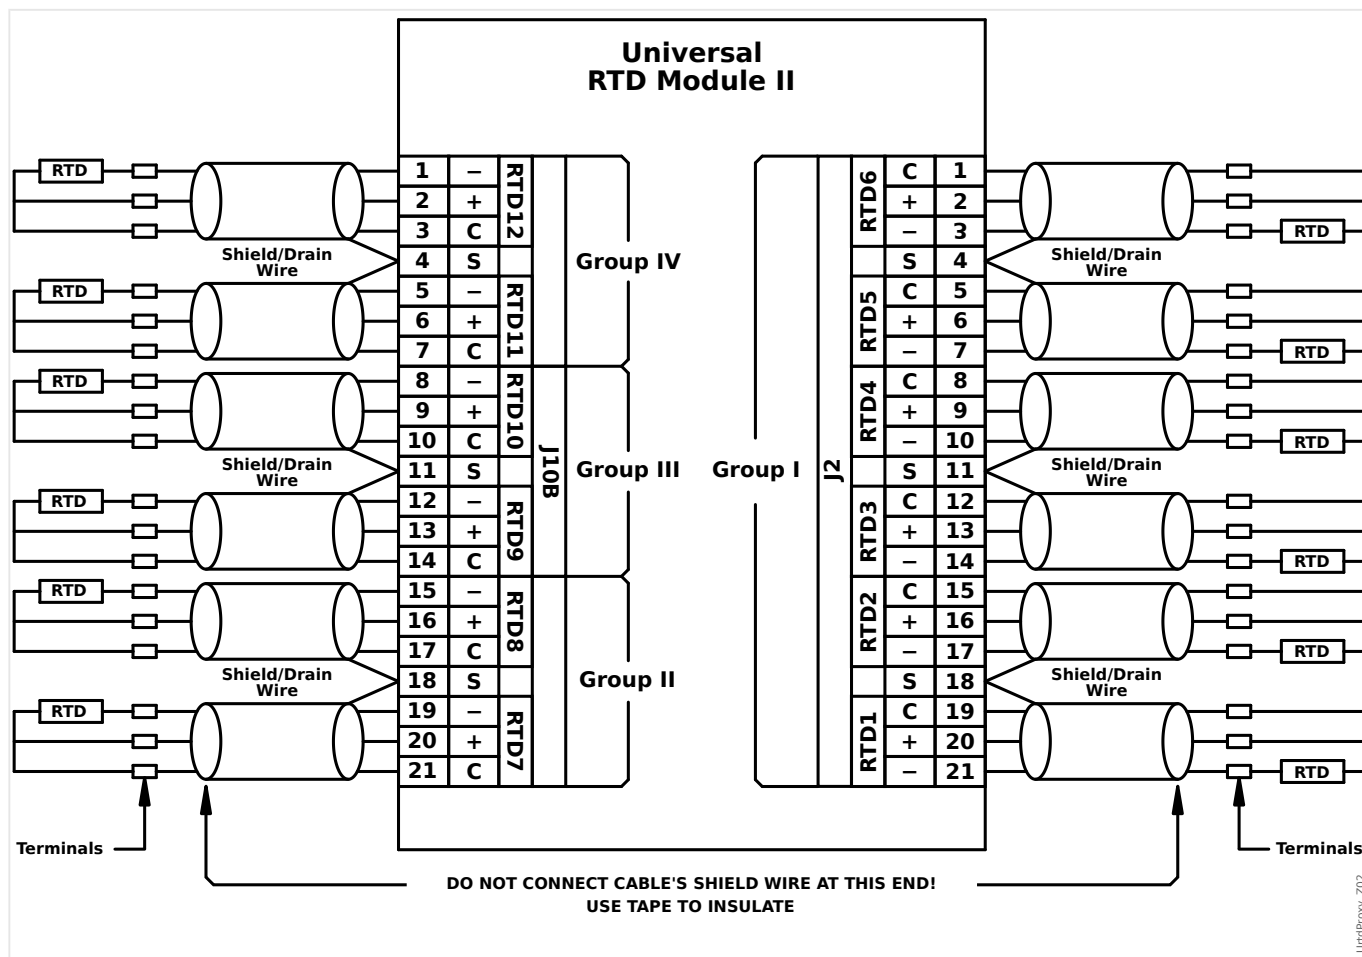 Universal
RTD Module II
RTD 1 − RTD12 RTD6 C 1
2 + + 2
3 C − 3 RTD
Shield/Drain
Wire
4 S Group IV S 4
Shield/Drain
Wire
RTD 5 − RTD11 RTD5 C 5
6 + + 6
7 C − 7 RTD
RTD 8 − RTD10 RTD4 C 8
9 + + 9
10 C − 10 RTD
Shield/Drain
Wire
11 S J10B Group III Group I J2 S 11
Shield/Drain
Wire
RTD 12 − RTD9 RTD3 C 12
13 + + 13
14 C − 14 RTD
RTD 15 − RTD8 RTD2 C 15
16 + + 16
17 C − 17 RTD
Shield/Drain
Wire
18 S Group II S 18
Shield/Drain
Wire
RTD 19 − RTD7 RTD1 C 19
20 + + 20
21 C − 21 RTD
Terminals
Terminals
DO NOT CONNECT CABLE'S SHIELD WIRE AT THIS END!
USE TAPE TO INSULATE
UrtdProxy_Z02